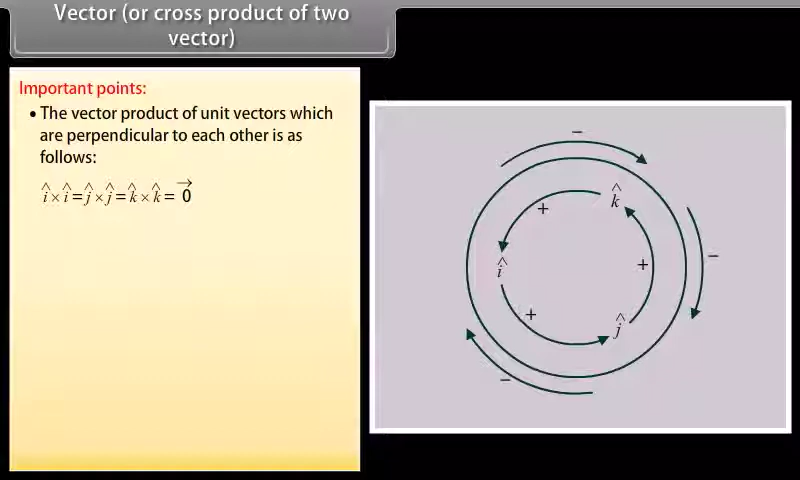 Vector (or cross product of two
vector)
Important points:
• The vector product of unit vectors which
are perpendicular to each other is as
follows:
î × î = ĵ × ĵ = k̂ × k̂ = 0⃗
−
k̂
+
−
î
+
+
ĵ
−